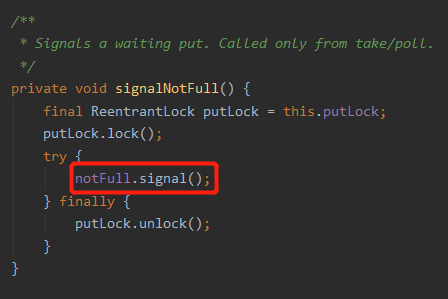 /**
 * Signals a waiting put. Called only from take/poll.
 */
private void signalNotFull() {
    final ReentrantLock putLock = this.putLock;
    putLock.lock();
    try {
        notFull.signal();
    } finally {
        putLock.unlock();
    }
}